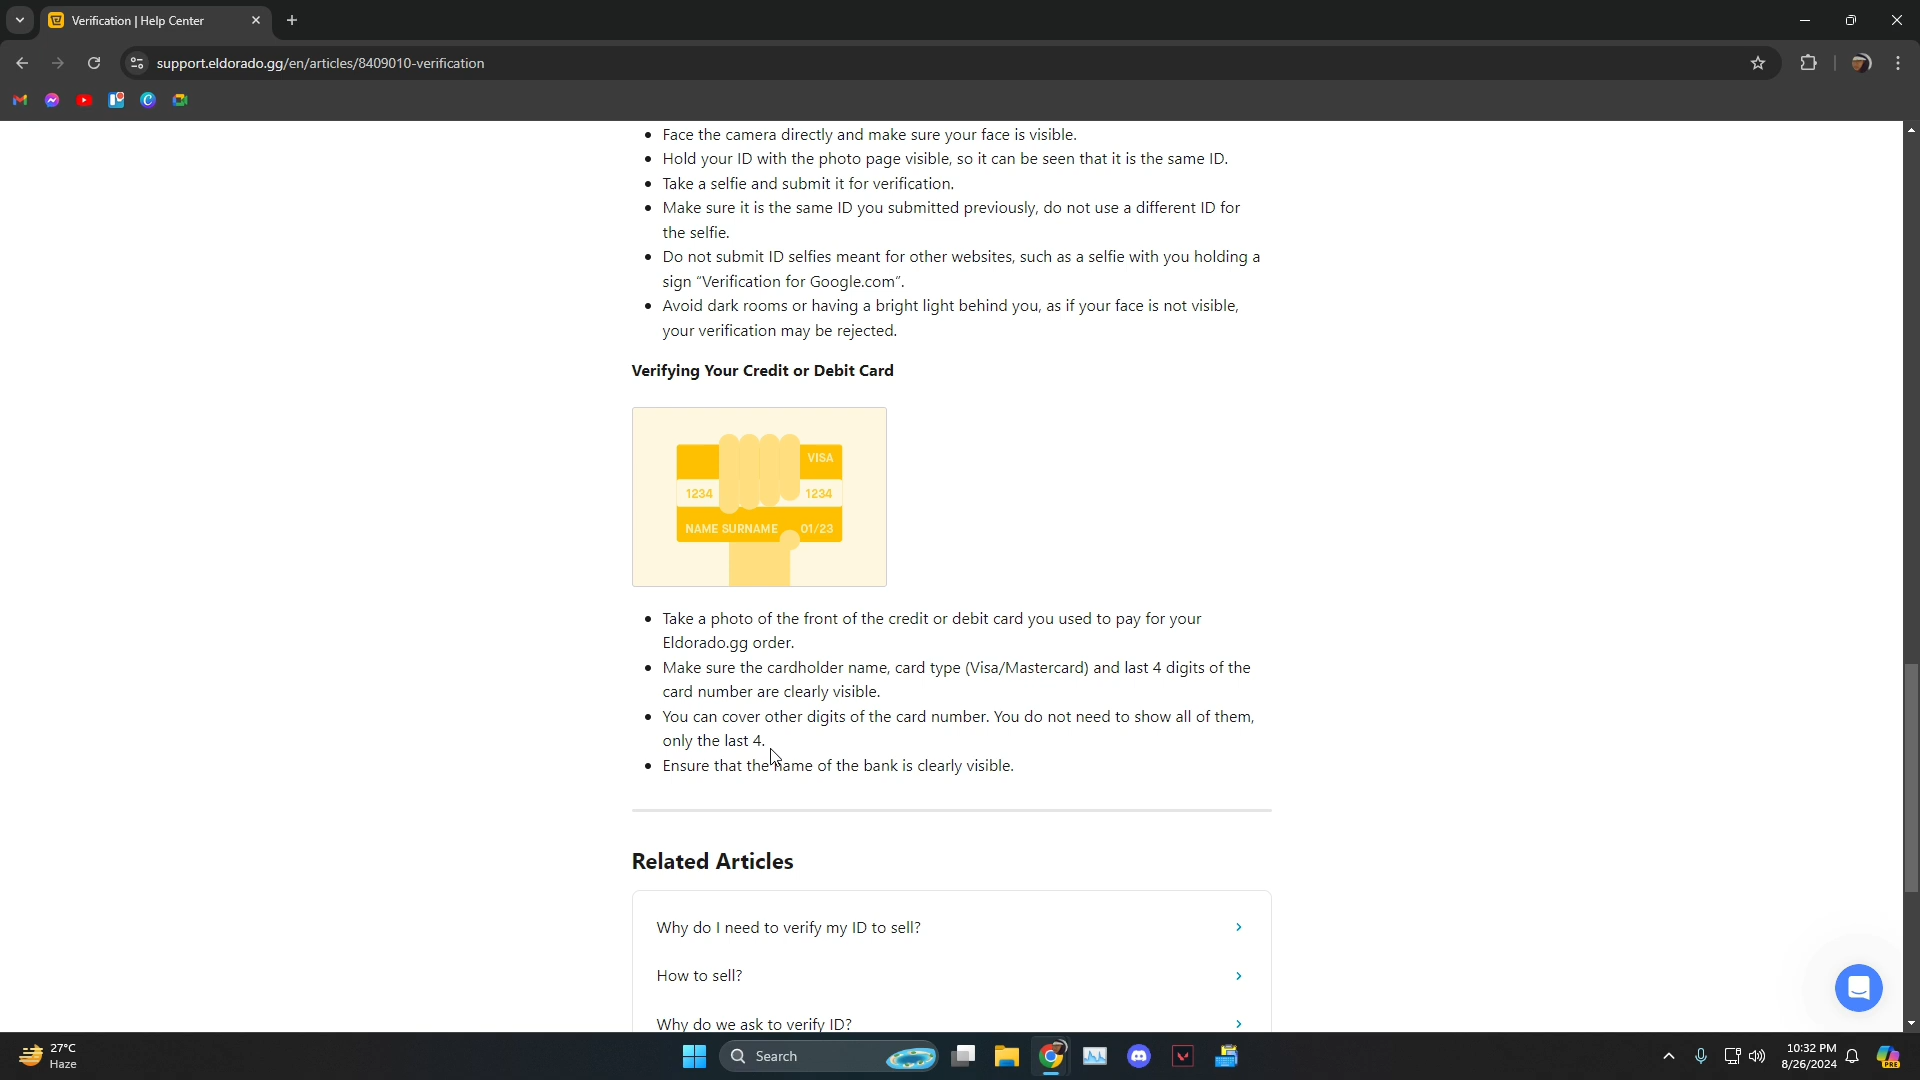 Verification | Help Center
support.eldorado.gg/en/articles/8409010-verification
Face the camera directly and make sure your face is visible.
Hold your ID with the photo page visible, so it can be seen that it is the same ID.
Take a selfie and submit it for verification.
Make sure it is the same ID you submitted previously, do not use a different ID for
the selfie.
Do not submit ID selfies meant for other websites, such as a selfie with you holding a
sign “Verification for Google.com”.
Avoid dark rooms or having a bright light behind you, as if your face is not visible,
your verification may be rejected.
Verifying Your Credit or Debit Card
VISA
1234 1234
NAME SURNAME 01/23
Take a photo of the front of the credit or debit card you used to pay for your
Eldorado.gg order.
Make sure the cardholder name, card type (Visa/Mastercard) and last 4 digits of the
card number are clearly visible.
You can cover other digits of the card number. You do not need to show all of them,
only the last 4.
Ensure that the name of the bank is clearly visible.
Related Articles
Why do I need to verify my ID to sell?
How to sell?
Why do we ask to verify ID?
27°C
Haze
Search
10:32 PM
8/26/2024
PRE